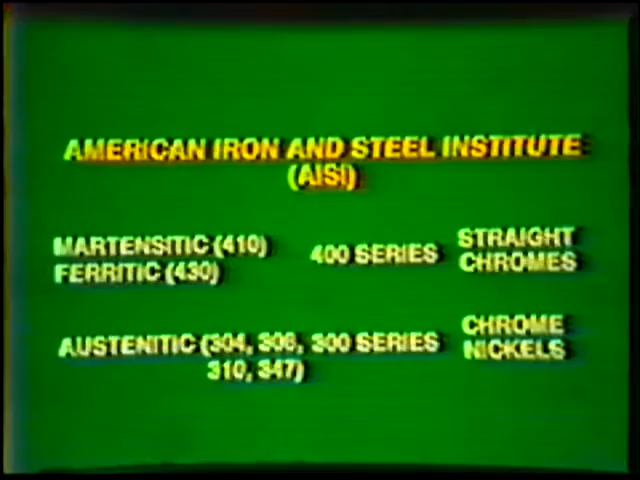 AMERICAN IRON AND STEEL INSTITUTE
(AISI)
MARTENSITIC (410)
FERRITIC (430)
400 SERIES
STRAIGHT
CHROMES
AUSTENITIC (304, 308,
310, 347)
300 SERIES
CHROME
NICKELS